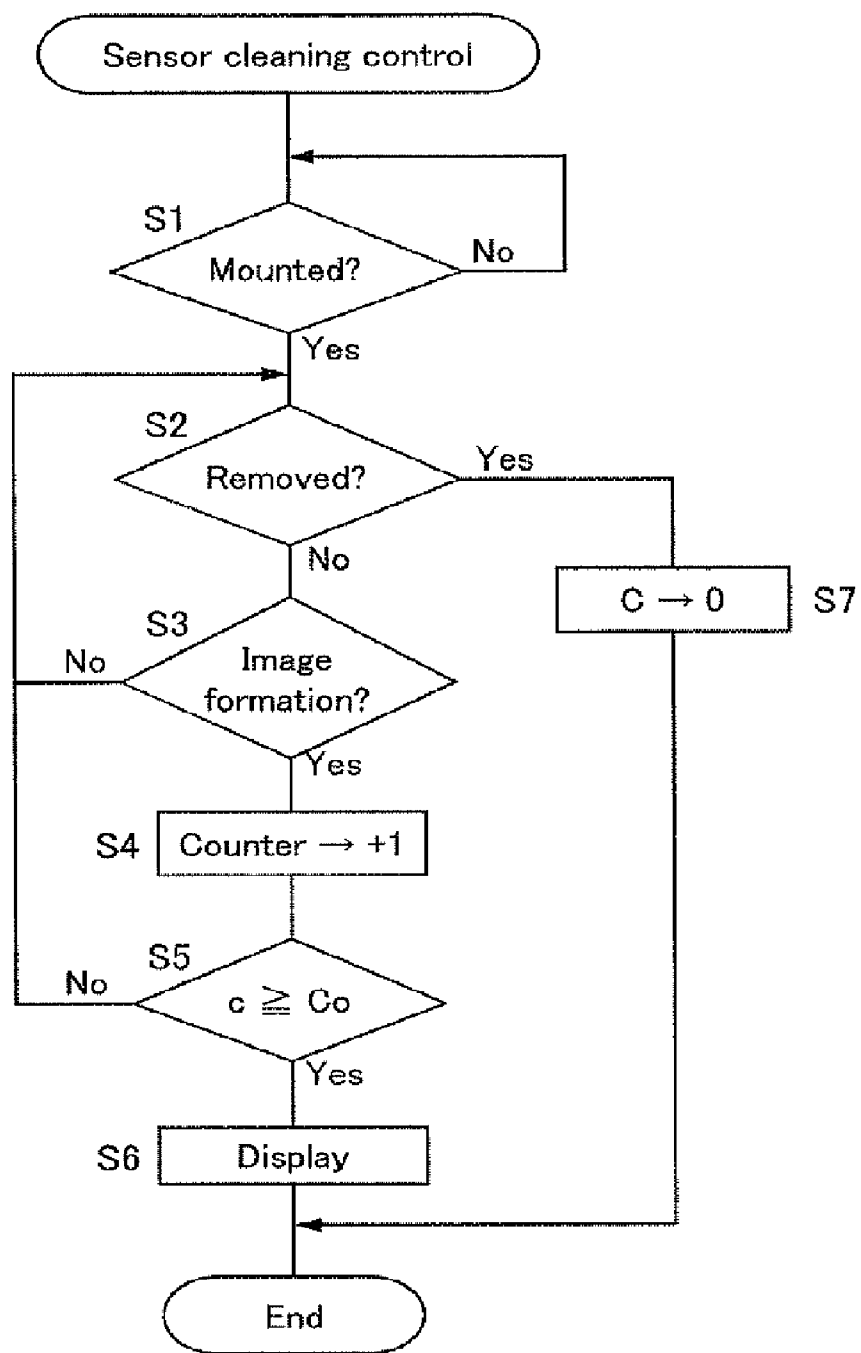 Sensor cleaning control
S1
Mounted?
No
Yes
S2
Removed?
Yes
No
C → 0
S7
S3
Image
formation?
No
Yes
S4
Counter → +1
S5
No
c ≧ Co
Yes
S6
Display
End